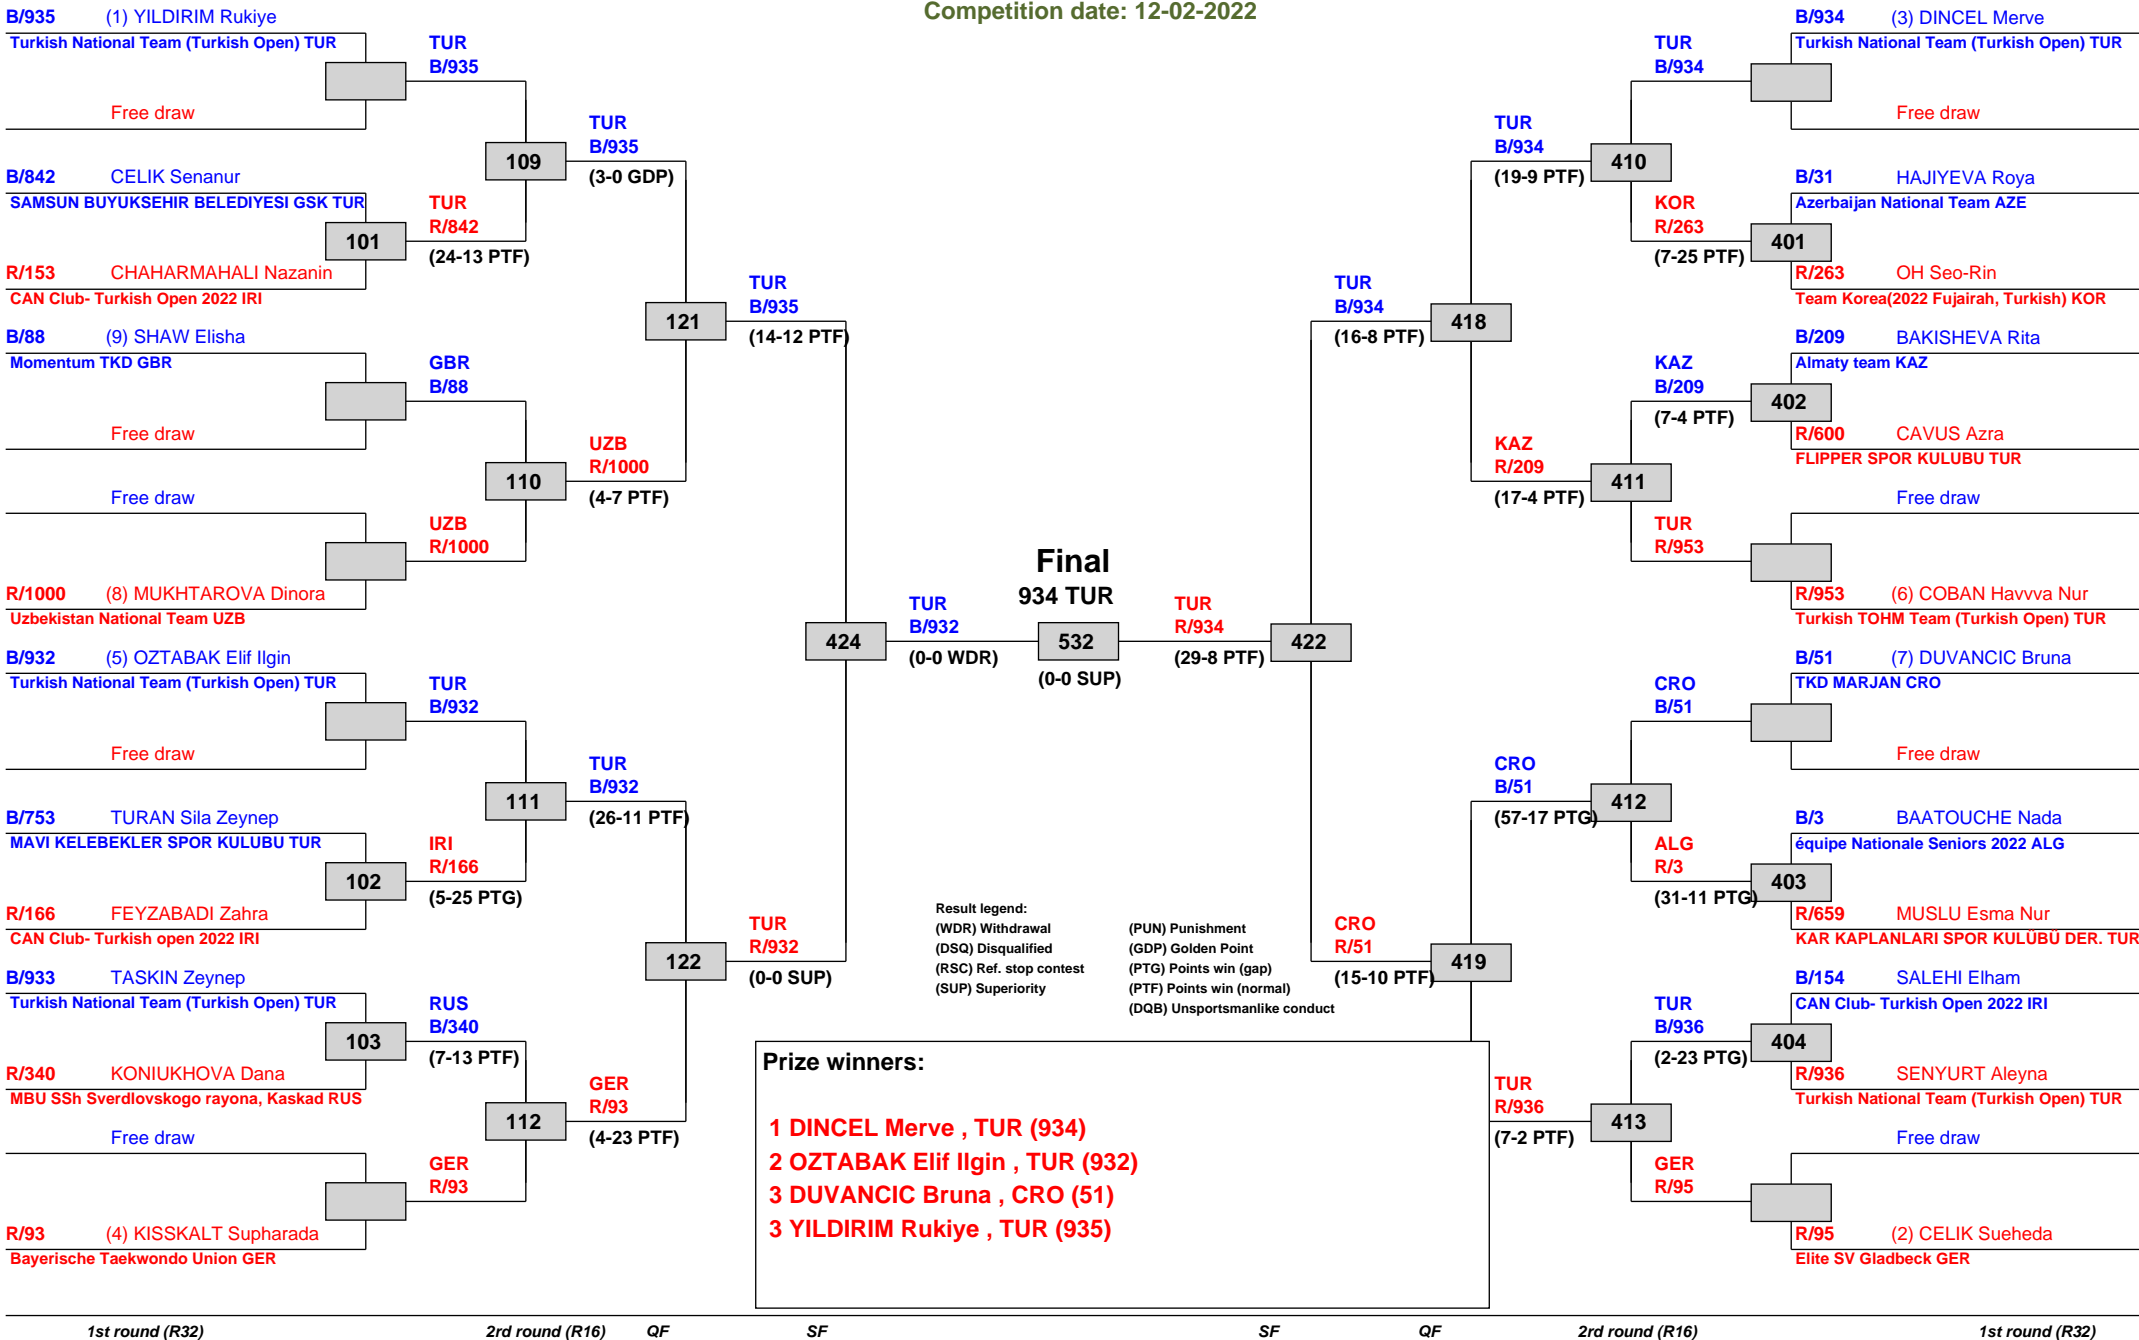 Competition date: 12-02-2022
B/935 (1) YILDIRIM Rukiye
Turkish National Team (Turkish Open) TUR
Free draw
B/842 CELIK Senanur
SAMSUN BUYUKSEHIR BELEDIYESI GSK TUR
101
R/153 CHAHARMAHALI Nazanin
CAN Club- Turkish Open 2022 IRI
B/88 (9) SHAW Elisha
Momentum TKD GBR
Free draw
Free draw
R/1000 (8) MUKHTAROVA Dinora
Uzbekistan National Team UZB
B/932 (5) OZTABAK Elif Ilgin
Turkish National Team (Turkish Open) TUR
Free draw
B/753 TURAN Sila Zeynep
MAVI KELEBEKLER SPOR KULUBU TUR
102
R/166 FEYZABADI Zahra
CAN Club- Turkish open 2022 IRI
B/933 TASKIN Zeynep
Turkish National Team (Turkish Open) TUR
103
R/340 KONIUKHOVA Dana
MBU SSh Sverdlovskogo rayona, Kaskad RUS
Free draw
R/93 (4) KISSKALT Supharada
Bayerische Taekwondo Union GER
TUR
B/935
109
TUR
R/842
(24-13 PTF)
GBR
B/88
110
UZB
R/1000
TUR
B/932
111
IRI
R/166
(5-25 PTG)
RUS
B/340
(7-13 PTF)
112
GER
R/93
TUR
B/935
(3-0 GDP)
121
UZB
R/1000
(4-7 PTF)
TUR
B/932
(26-11 PTF)
122
GER
R/93
(4-23 PTF)
TUR
B/935
(14-12 PTF)
424
TUR
R/932
(0-0 SUP)
TUR
B/932
(0-0 WDR)
Final
934 TUR
532
(0-0 SUP)
TUR
R/934
(29-8 PTF)
422
TUR
B/934
(16-8 PTF)
418
CRO
R/51
(15-10 PTF)
419
TUR
B/934
(19-9 PTF)
410
KAZ
R/209
(17-4 PTF)
411
CRO
B/51
(57-17 PTG)
412
TUR
R/936
(7-2 PTF)
413
TUR
B/934
KOR
R/263
(7-25 PTF)
401
KAZ
B/209
(7-4 PTF)
402
TUR
R/953
CRO
B/51
ALG
R/3
(31-11 PTG)
403
TUR
B/936
(2-23 PTG)
404
GER
R/95
B/934 (3) DINCEL Merve
Turkish National Team (Turkish Open) TUR
Free draw
B/31 HAJIYEVA Roya
Azerbaijan National Team AZE
R/263 OH Seo-Rin
Team Korea(2022 Fujairah, Turkish) KOR
B/209 BAKISHEVA Rita
Almaty team KAZ
R/600 CAVUS Azra
FLIPPER SPOR KULUBU TUR
Free draw
R/953 (6) COBAN Havvva Nur
Turkish TOHM Team (Turkish Open) TUR
B/51 (7) DUVANCIC Bruna
TKD MARJAN CRO
Free draw
B/3 BAATOUCHE Nada
équipe Nationale Seniors 2022 ALG
R/659 MUSLU Esma Nur
KAR KAPLANLARI SPOR KULÜBÜ DER. TUR
B/154 SALEHI Elham
CAN Club- Turkish Open 2022 IRI
R/936 SENYURT Aleyna
Turkish National Team (Turkish Open) TUR
Free draw
R/95 (2) CELIK Sueheda
Elite SV Gladbeck GER
Result legend:
(WDR) Withdrawal
(DSQ) Disqualified
(RSC) Ref. stop contest
(SUP) Superiority
(PUN) Punishment
(GDP) Golden Point
(PTG) Points win (gap)
(PTF) Points win (normal)
(DQB) Unsportsmanlike conduct
Prize winners:
1 DINCEL Merve , TUR (934)
2 OZTABAK Elif Ilgin , TUR (932)
3 DUVANCIC Bruna , CRO (51)
3 YILDIRIM Rukiye , TUR (935)
1st round (R32) 2rd round (R16) QF SF SF QF 2rd round (R16) 1st round (R32)